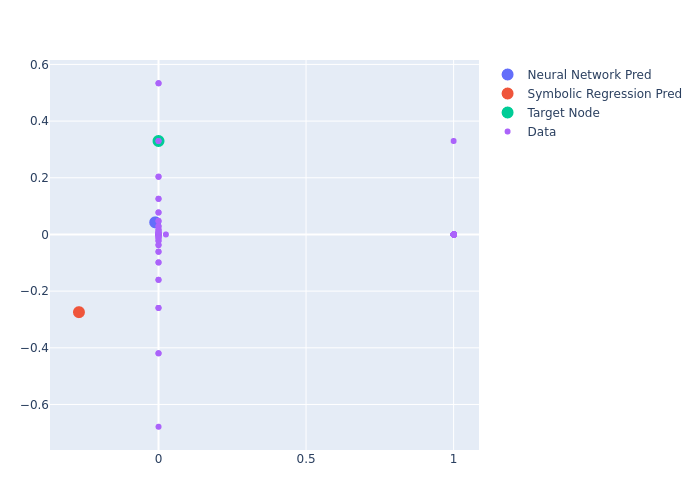 0.6
0.4
0.2
0
−0.2
−0.4
−0.6
0
0.5
1
Neural Network Pred
Symbolic Regression Pred
Target Node
Data